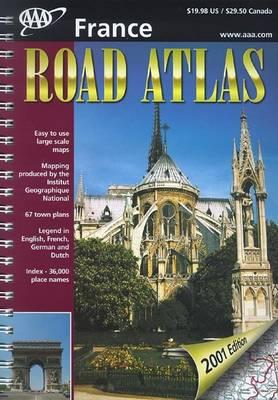 $19.98 US / $29.50 Canada
AAA
France
www.aaa.com
ROAD ATLAS
Easy to use
large scale
maps
Mapping
produced by the
Institut
Geographique
National
67 town plans
Legend in
English, French,
German and
Dutch
Index - 36,000
place names
2001 Edition